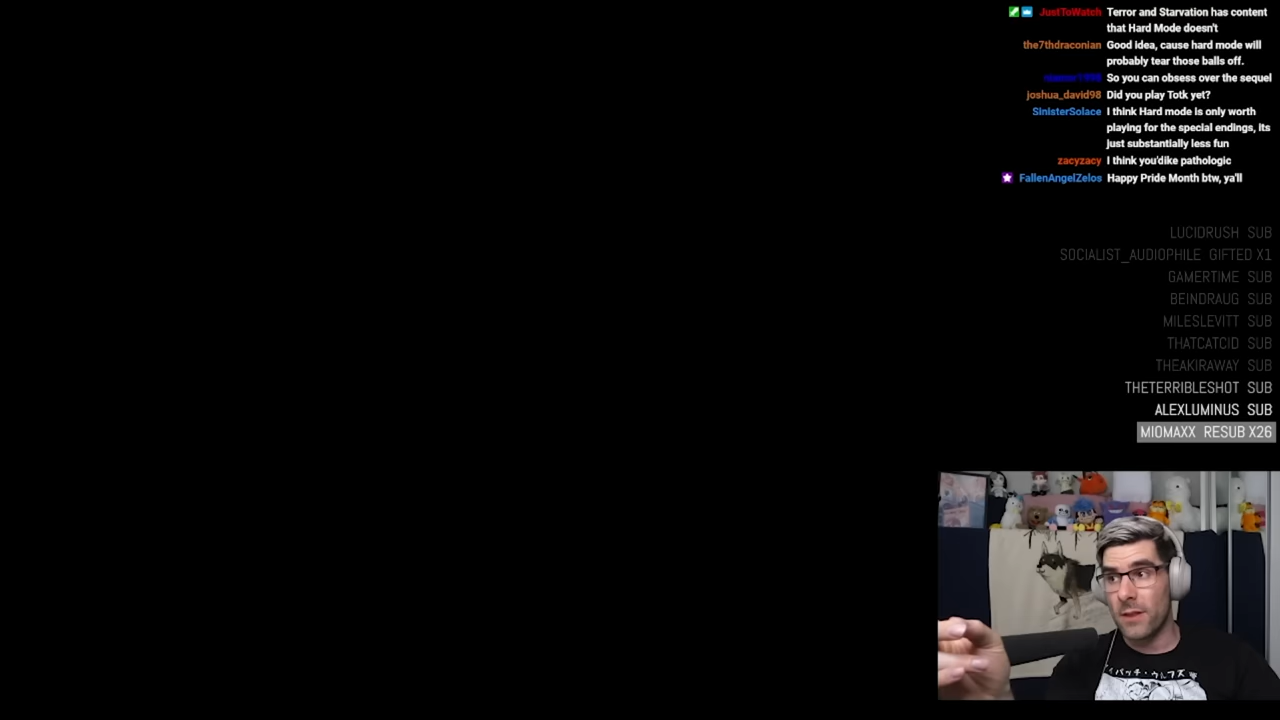 JustToWatch Terror and Starvation has content
that Hard Mode doesn't
the7thdraconian Good idea, cause hard mode will
probably tear those balls off.
So you can obsess over the sequel
joshua_david98 Did you play Totk yet?
SinisterSolace I think Hard mode is only worth
playing for the special endings, its
just substantially less fun
zacyzacy I think you'dike pathologic
FallenAngelZelos Happy Pride Month btw, ya'll
LUCIDRUSH SUB
SOCIALIST_AUDIOPHILE GIFTED X1
GAMERTIME SUB
BEINDRAUG SUB
MILESLEVITT SUB
THATCATCID SUB
THEAKIRAWAY SUB
THETERRIBLESHOT SUB
ALEXLUMINUS SUB
MIOMAXX RESUB X26